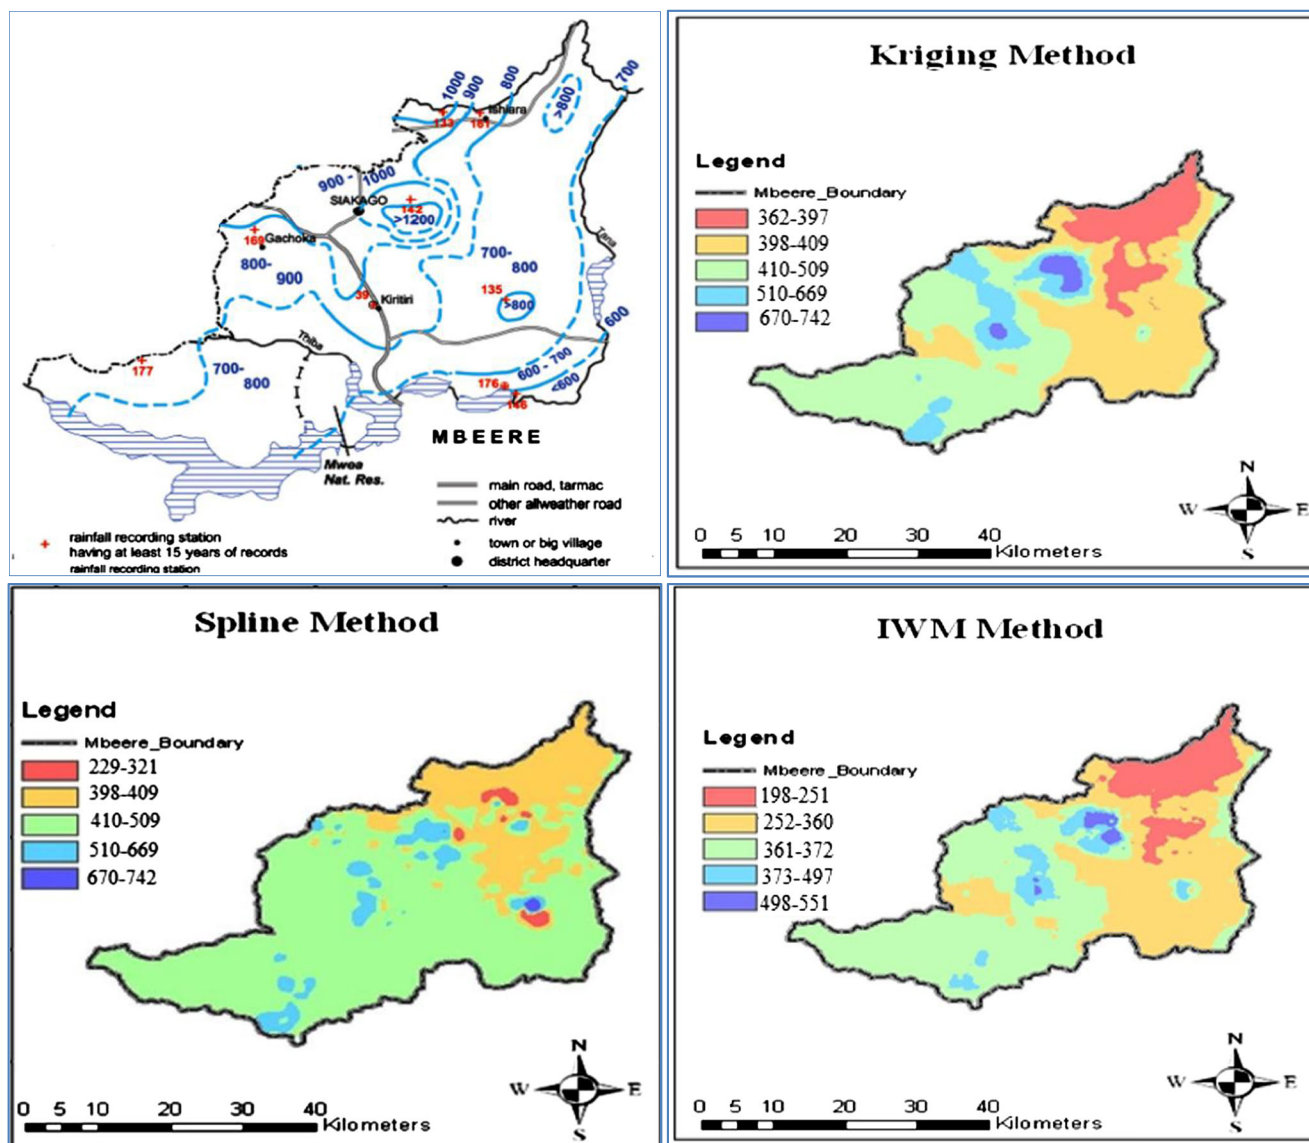 1000
900
800
700
>800
133
161
Ishiara
900 -
1000
SIAKAGO
142
>1200
Tana
169
Gachoka
800-
900
700-
800
39
Kiritiri
135
>800
600
Thiba
177
700-
800
600 - 700
176
<600
146
MBEERE
Mwea
Nat. Res.
main road, tarmac
other allweather road
river
town or big village
district headquarter
rainfall recording station
having at least 15 years of records
rainfall recording station
Kriging Method
Legend
Mbeere_Boundary
362-397
398-409
410-509
510-669
670-742
N
W E
S
0 5 10 20 30 40
Kilometers
Spline Method
Legend
Mbeere_Boundary
229-321
398-409
410-509
510-669
670-742
N
W E
S
0 5 10 20 30 40
Kilometers
IWM Method
Legend
Mbeere_Boundary
198-251
252-360
361-372
373-497
498-551
N
W E
S
0 5 10 20 30 40
Kilometers